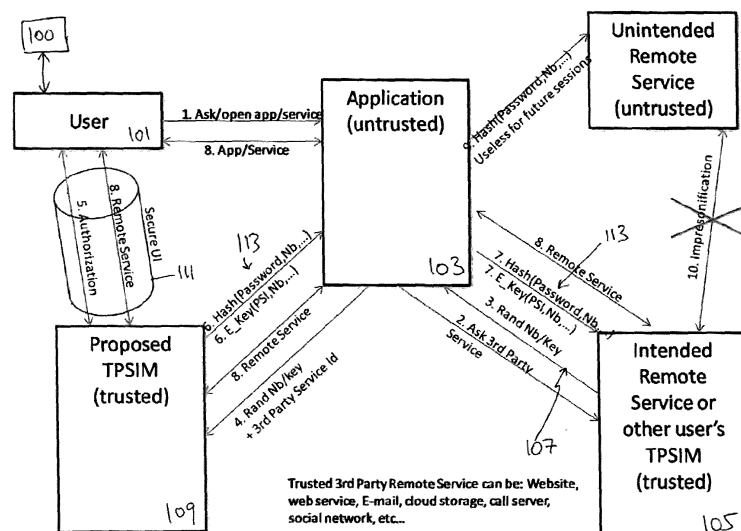 100
User
101
1. Ask/open app/service
8. App/Service
Application
(untrusted)
103
9. Hash(Password,Nb,...)
Useless for future sessions
Unintended
Remote
Service
(untrusted)
10. Impresonification
5. Authorization
8. Remote Service
Secure UI
111
113
6. Hash(Password,Nb,...)
6. E_Key(PSI,Nb,...)
8. Remote Service
4. Rand Nb/key
+ 3rd Party Service Id
113
8. Remote Service
7. Hash(Password,Nb,...)
7. E_Key(PSI,Nb,...)
3. Rand Nb/Key
2. Ask 3rd Party
Service
107
Proposed
TPSIM
(trusted)
109
Intended
Remote
Service or
other user's
TPSIM
(trusted)
105
Trusted 3rd Party Remote Service can be: Website,
web service, E-mail, cloud storage, call server,
social network, etc...